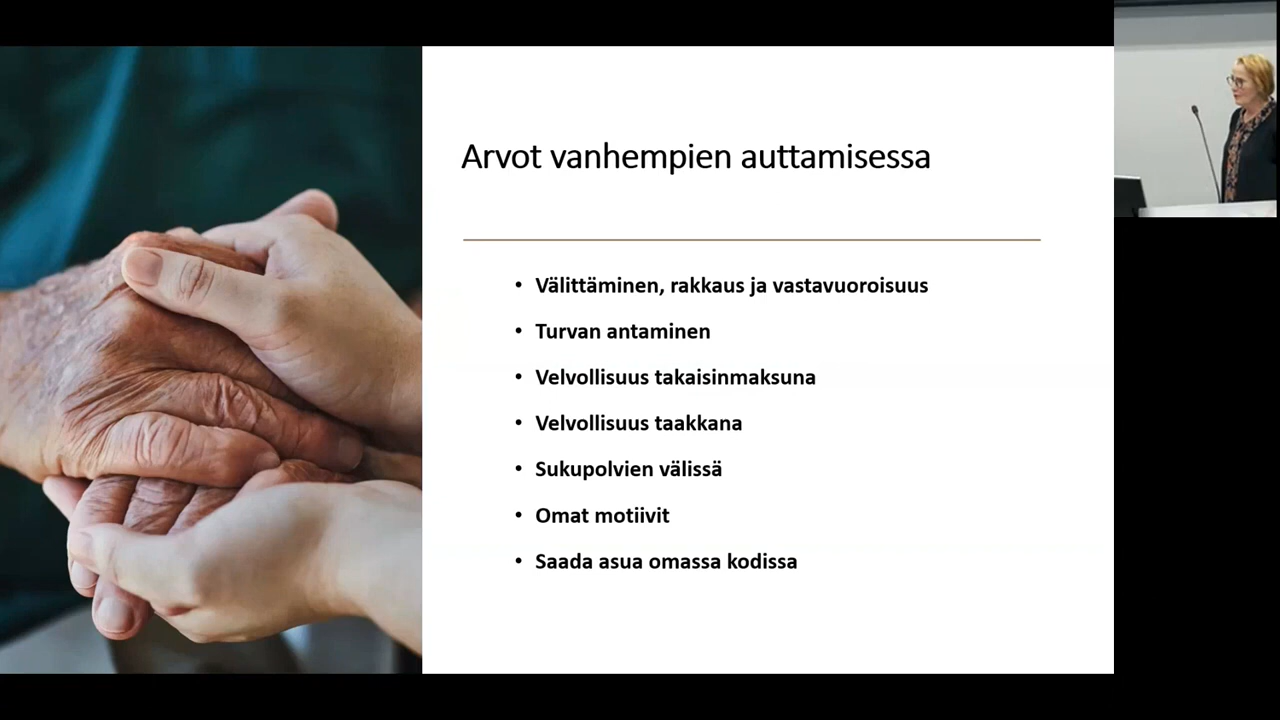 Arvot vanhempien auttamisessa
• Välittäminen, rakkaus ja vastavuoroisuus
• Turvan antaminen
• Velvollisuus takaisinmaksuna
• Velvollisuus taakkana
• Sukupolvien välissä
• Omat motiivit
• Saada asua omassa kodissa